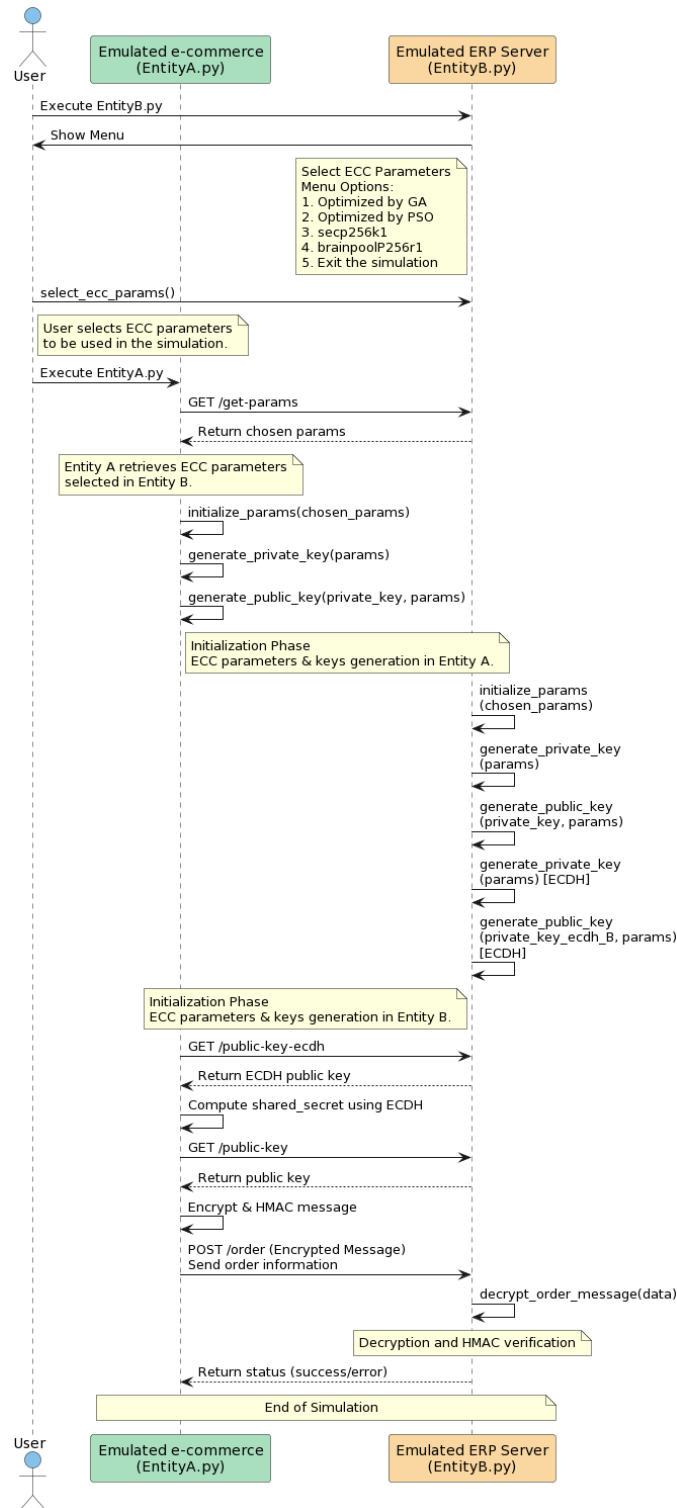 User
Emulated e-commerce
(EntityA.py)
Emulated ERP Server
(EntityB.py)
Execute EntityB.py
Show Menu
Select ECC Parameters
Menu Options:
1. Optimized by GA
2. Optimized by PSO
3. secp256k1
4. brainpoolP256r1
5. Exit the simulation
select_ecc_params()
User selects ECC parameters
to be used in the simulation.
Execute EntityA.py
GET /get-params
Return chosen params
Entity A retrieves ECC parameters
selected in Entity B.
initialize_params(chosen_params)
generate_private_key(params)
generate_public_key(private_key, params)
Initialization Phase
ECC parameters & keys generation in Entity A.
initialize_params
(chosen_params)
generate_private_key
(params)
generate_public_key
(private_key, params)
generate_private_key
(params) [ECDH]
generate_public_key
(private_key_ecdh_B, params)
[ECDH]
Initialization Phase
ECC parameters & keys generation in Entity B.
GET /public-key-ecdh
Return ECDH public key
Compute shared_secret using ECDH
GET /public-key
Return public key
Encrypt & HMAC message
POST /order (Encrypted Message)
Send order information
decrypt_order_message(data)
Decryption and HMAC verification
Return status (success/error)
End of Simulation
User
Emulated e-commerce
(EntityA.py)
Emulated ERP Server
(EntityB.py)